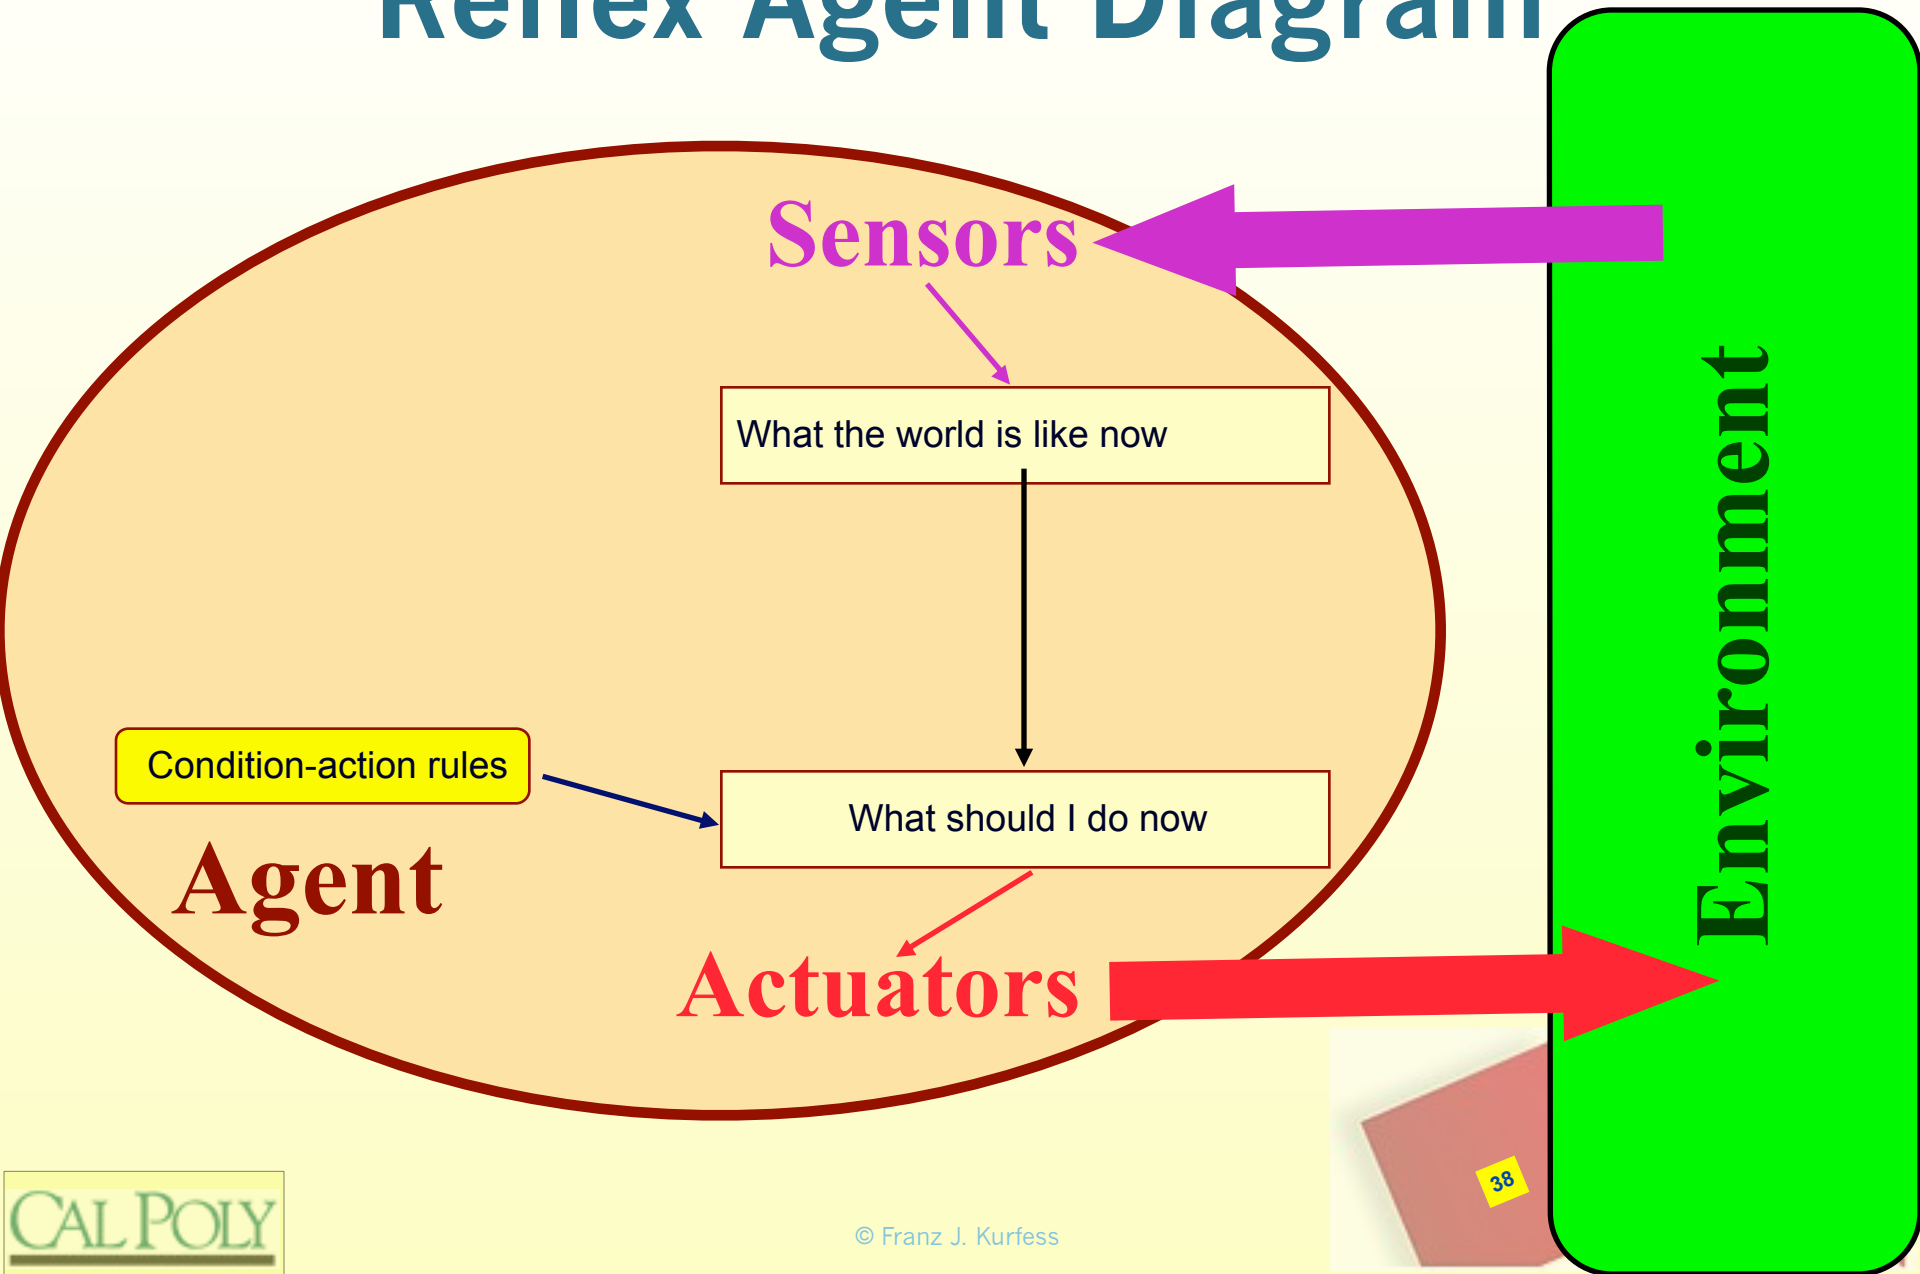 Reflex Agent Diagram
Sensors
What the world is like now
Environment
Condition-action rules
What should I do now
Agent
Actuators
38
CAL POLY
© Franz J. Kurfess